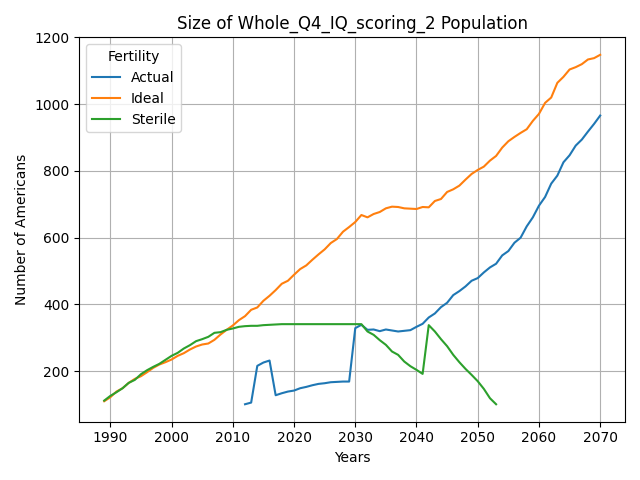 Size of Whole_Q4_IQ_scoring_2 Population
Fertility
Actual
Ideal
Sterile
Number of Americans
1200
1000
800
600
400
200
1990 2000 2010 2020 2030 2040 2050 2060 2070
Years